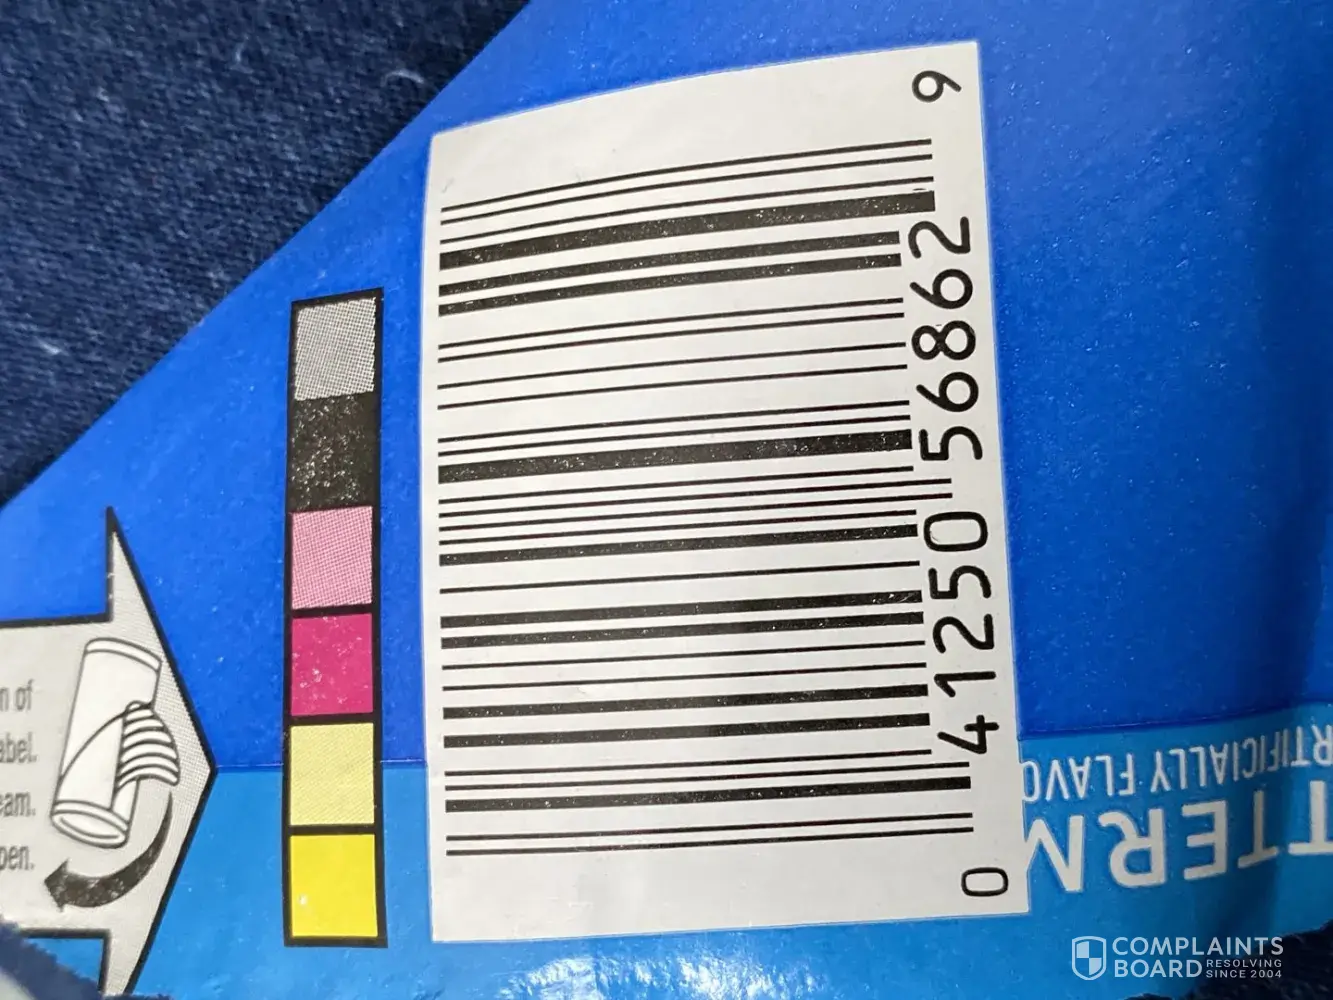 0 41250 56862 9
n of
abel.
eam.
pen.
TTERM
RTIFICIALLY FLAVO
COMPLAINTS
BOARD RESOLVING
SINCE 2004